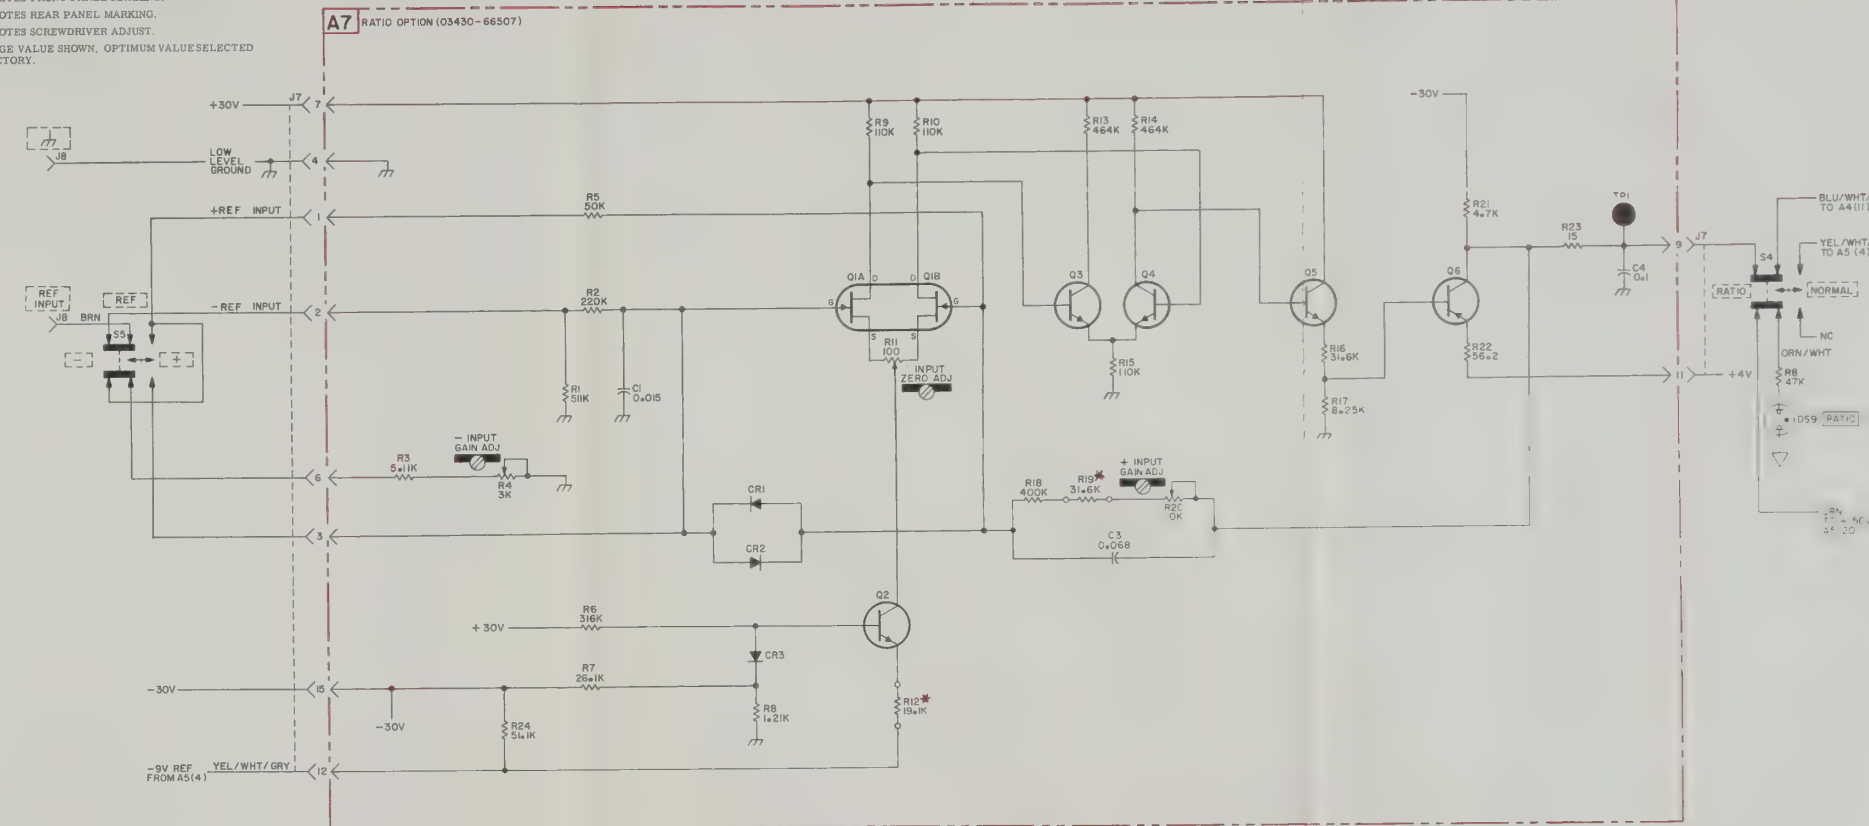 OTES REAR PANEL MARKING.
OTES SCREWDRIVER ADJUST.
GE VALUE SHOWN, OPTIMUM VALUE SELECTED
CTORY.
A7 RATIO OPTION (03430-66507)
+30V
J7
7
J8
LOW
LEVEL
GROUND
4
+REF INPUT
1
R5
50K
REF
INPUT
REF
-REF INPUT
2
J8 BRN
S5
-
+
R2
220K
R1
511K
C1
0.015
6
R3
5.11K
- INPUT
GAIN ADJ
R4
3K
3
CR1
CR2
R9
110K
R10
110K
Q1A
D
D
Q1B
G
G
S
S
R11
100
INPUT
ZERO ADJ
R13
464K
R14
464K
Q3
Q4
R15
110K
Q5
R16
31.6K
R17
8.25K
-30V
R21
4.7K
Q6
R22
56.2
R23
15
TP1
C4
0.1
9
J7
11
+4V
S4
BLU/WHT/
TO A4(11)
YEL/WHT/
TO A5 (4)
RATIO
NORMAL
NC
ORN/WHT
R8
47K
DS9
RATIO
R18
400K
R19*
31.6K
+ INPUT
GAIN ADJ
C3
0.068
+30V
R6
316K
Q2
CR3
-30V
15
-30V
R7
26.1K
R8
1.21K
R12*
19.1K
R24
51.1K
-9V REF
FROM A5(4)
YEL/WHT/GRY
12